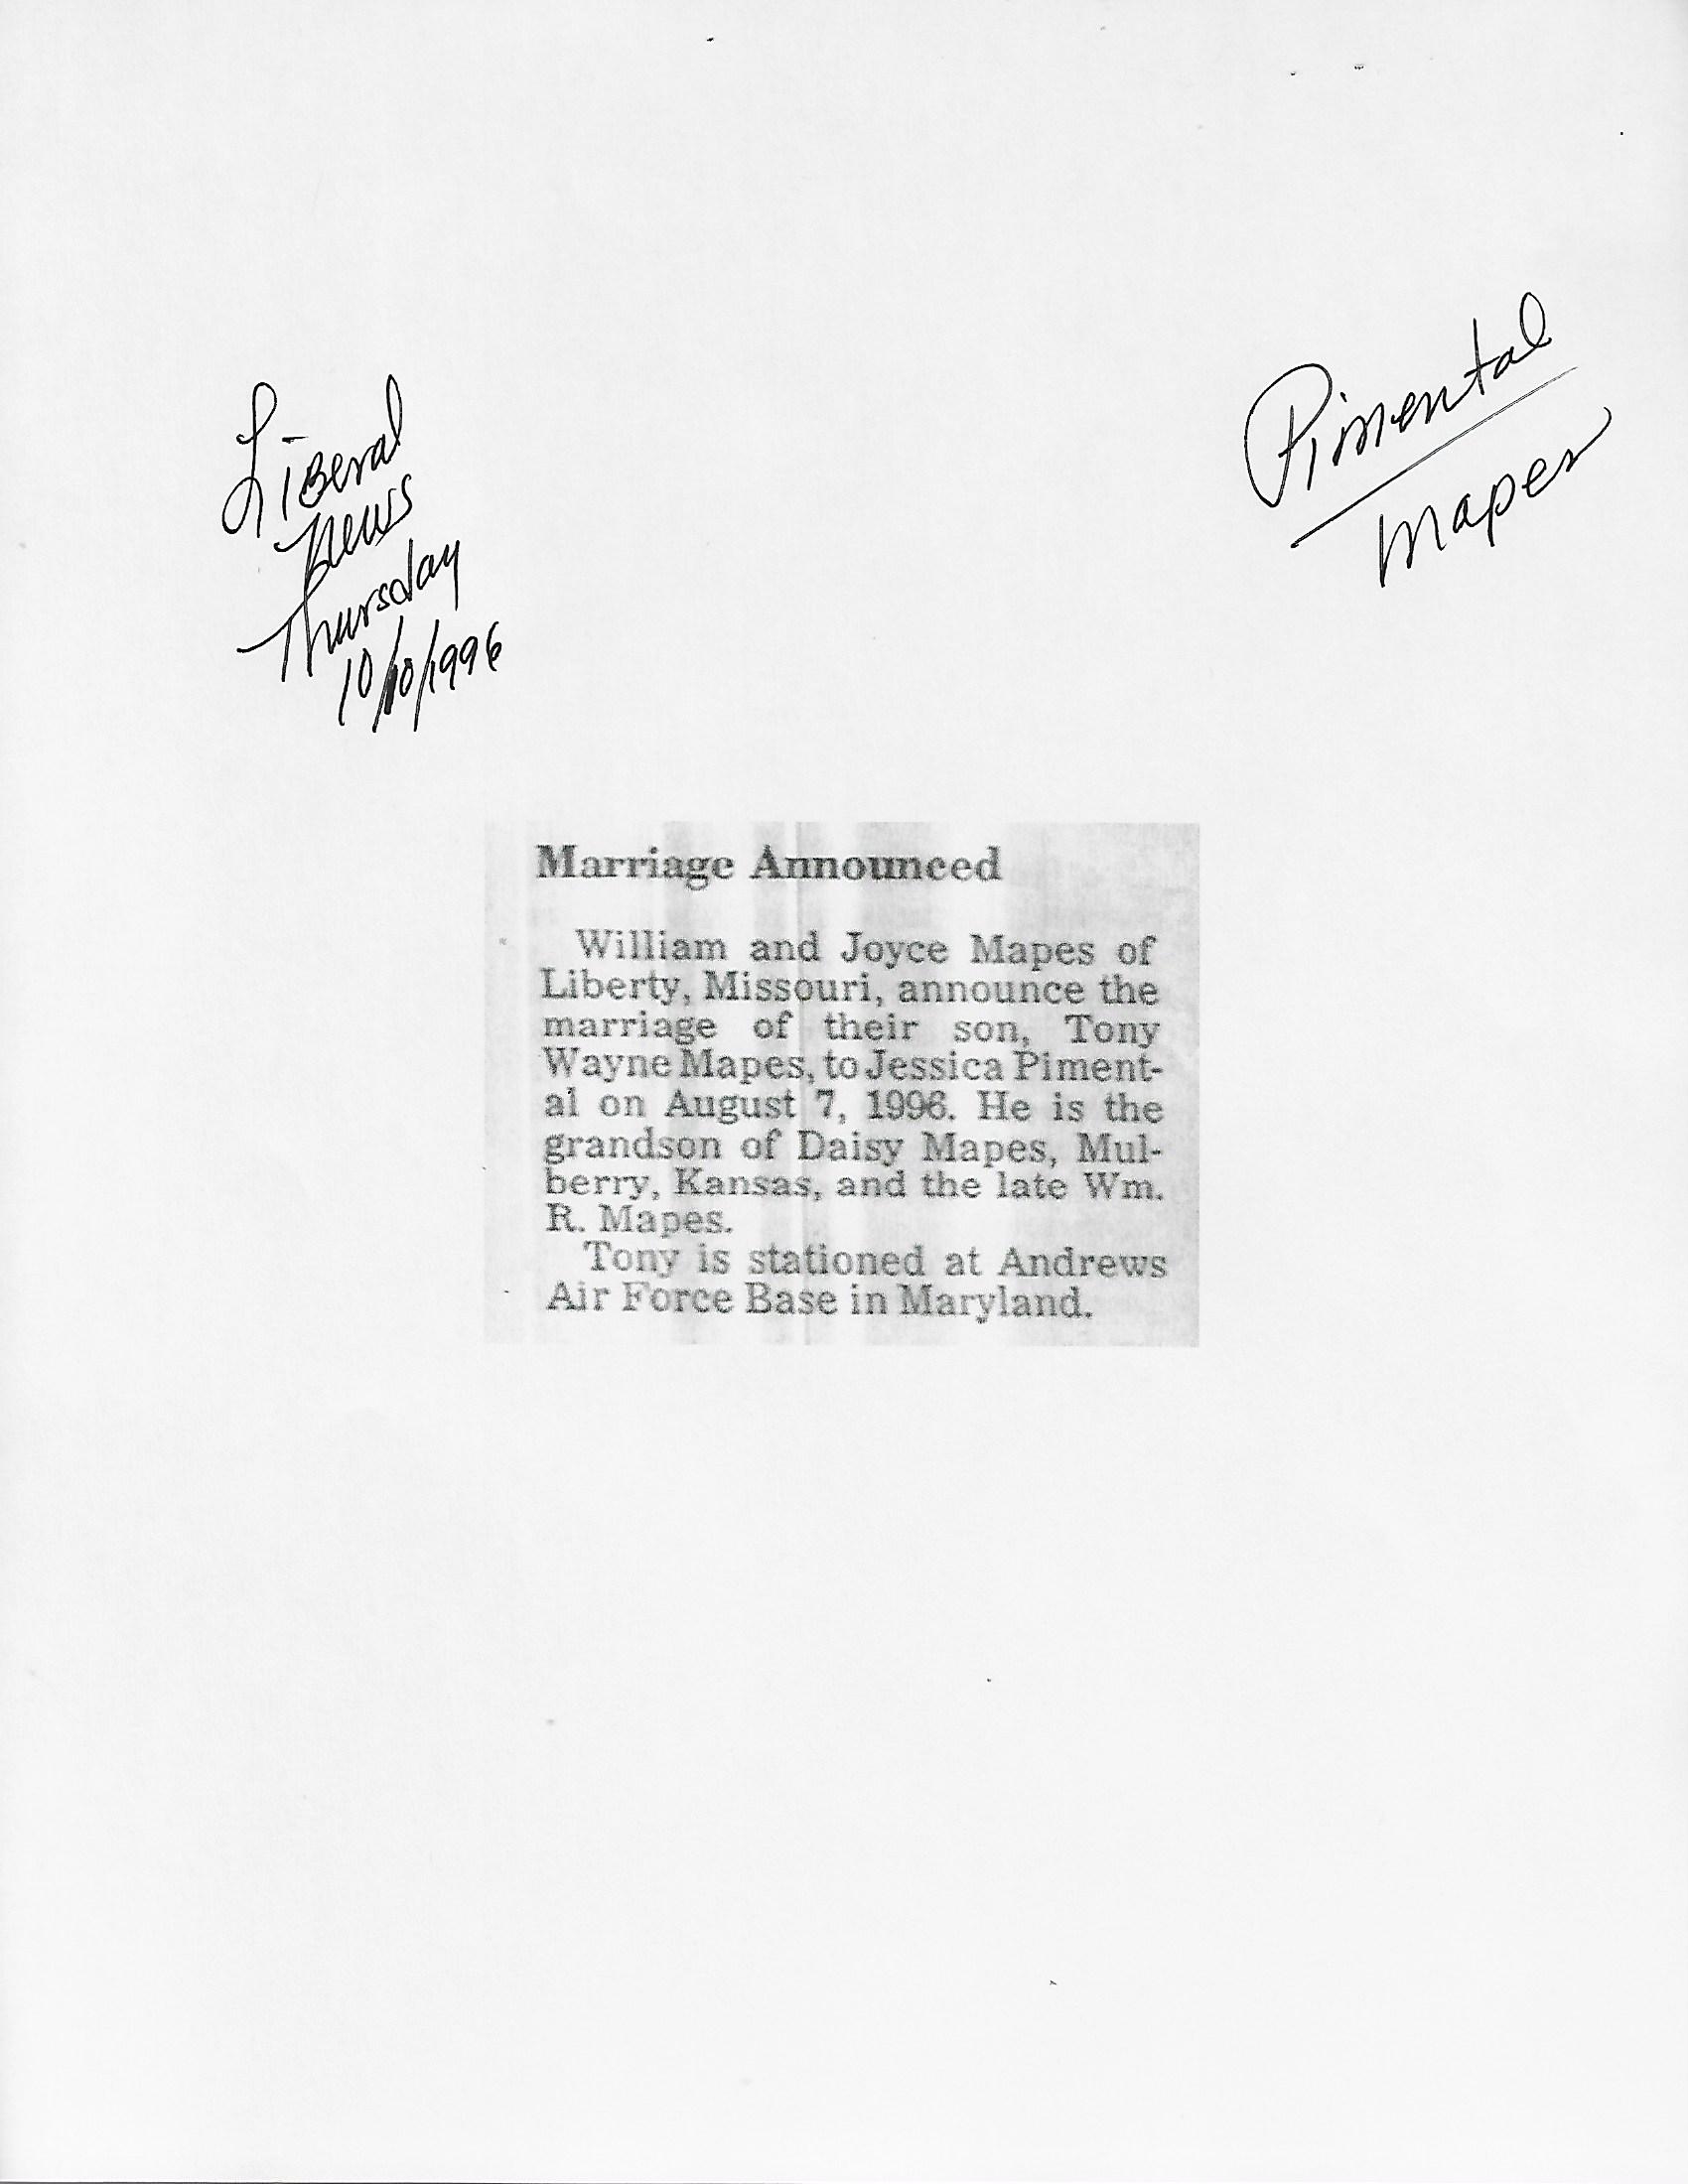 Liberal
News
Thursday
10/10/1996
Pimental
Mapes
Marriage Announced
William and Joyce Mapes of
Liberty, Missouri, announce the
marriage of their son, Tony
Wayne Mapes, to Jessica Piment-
al on August 7, 1996. He is the
grandson of Daisy Mapes, Mul-
berry, Kansas, and the late Wm.
R. Mapes.
Tony is stationed at Andrews
Air Force Base in Maryland.